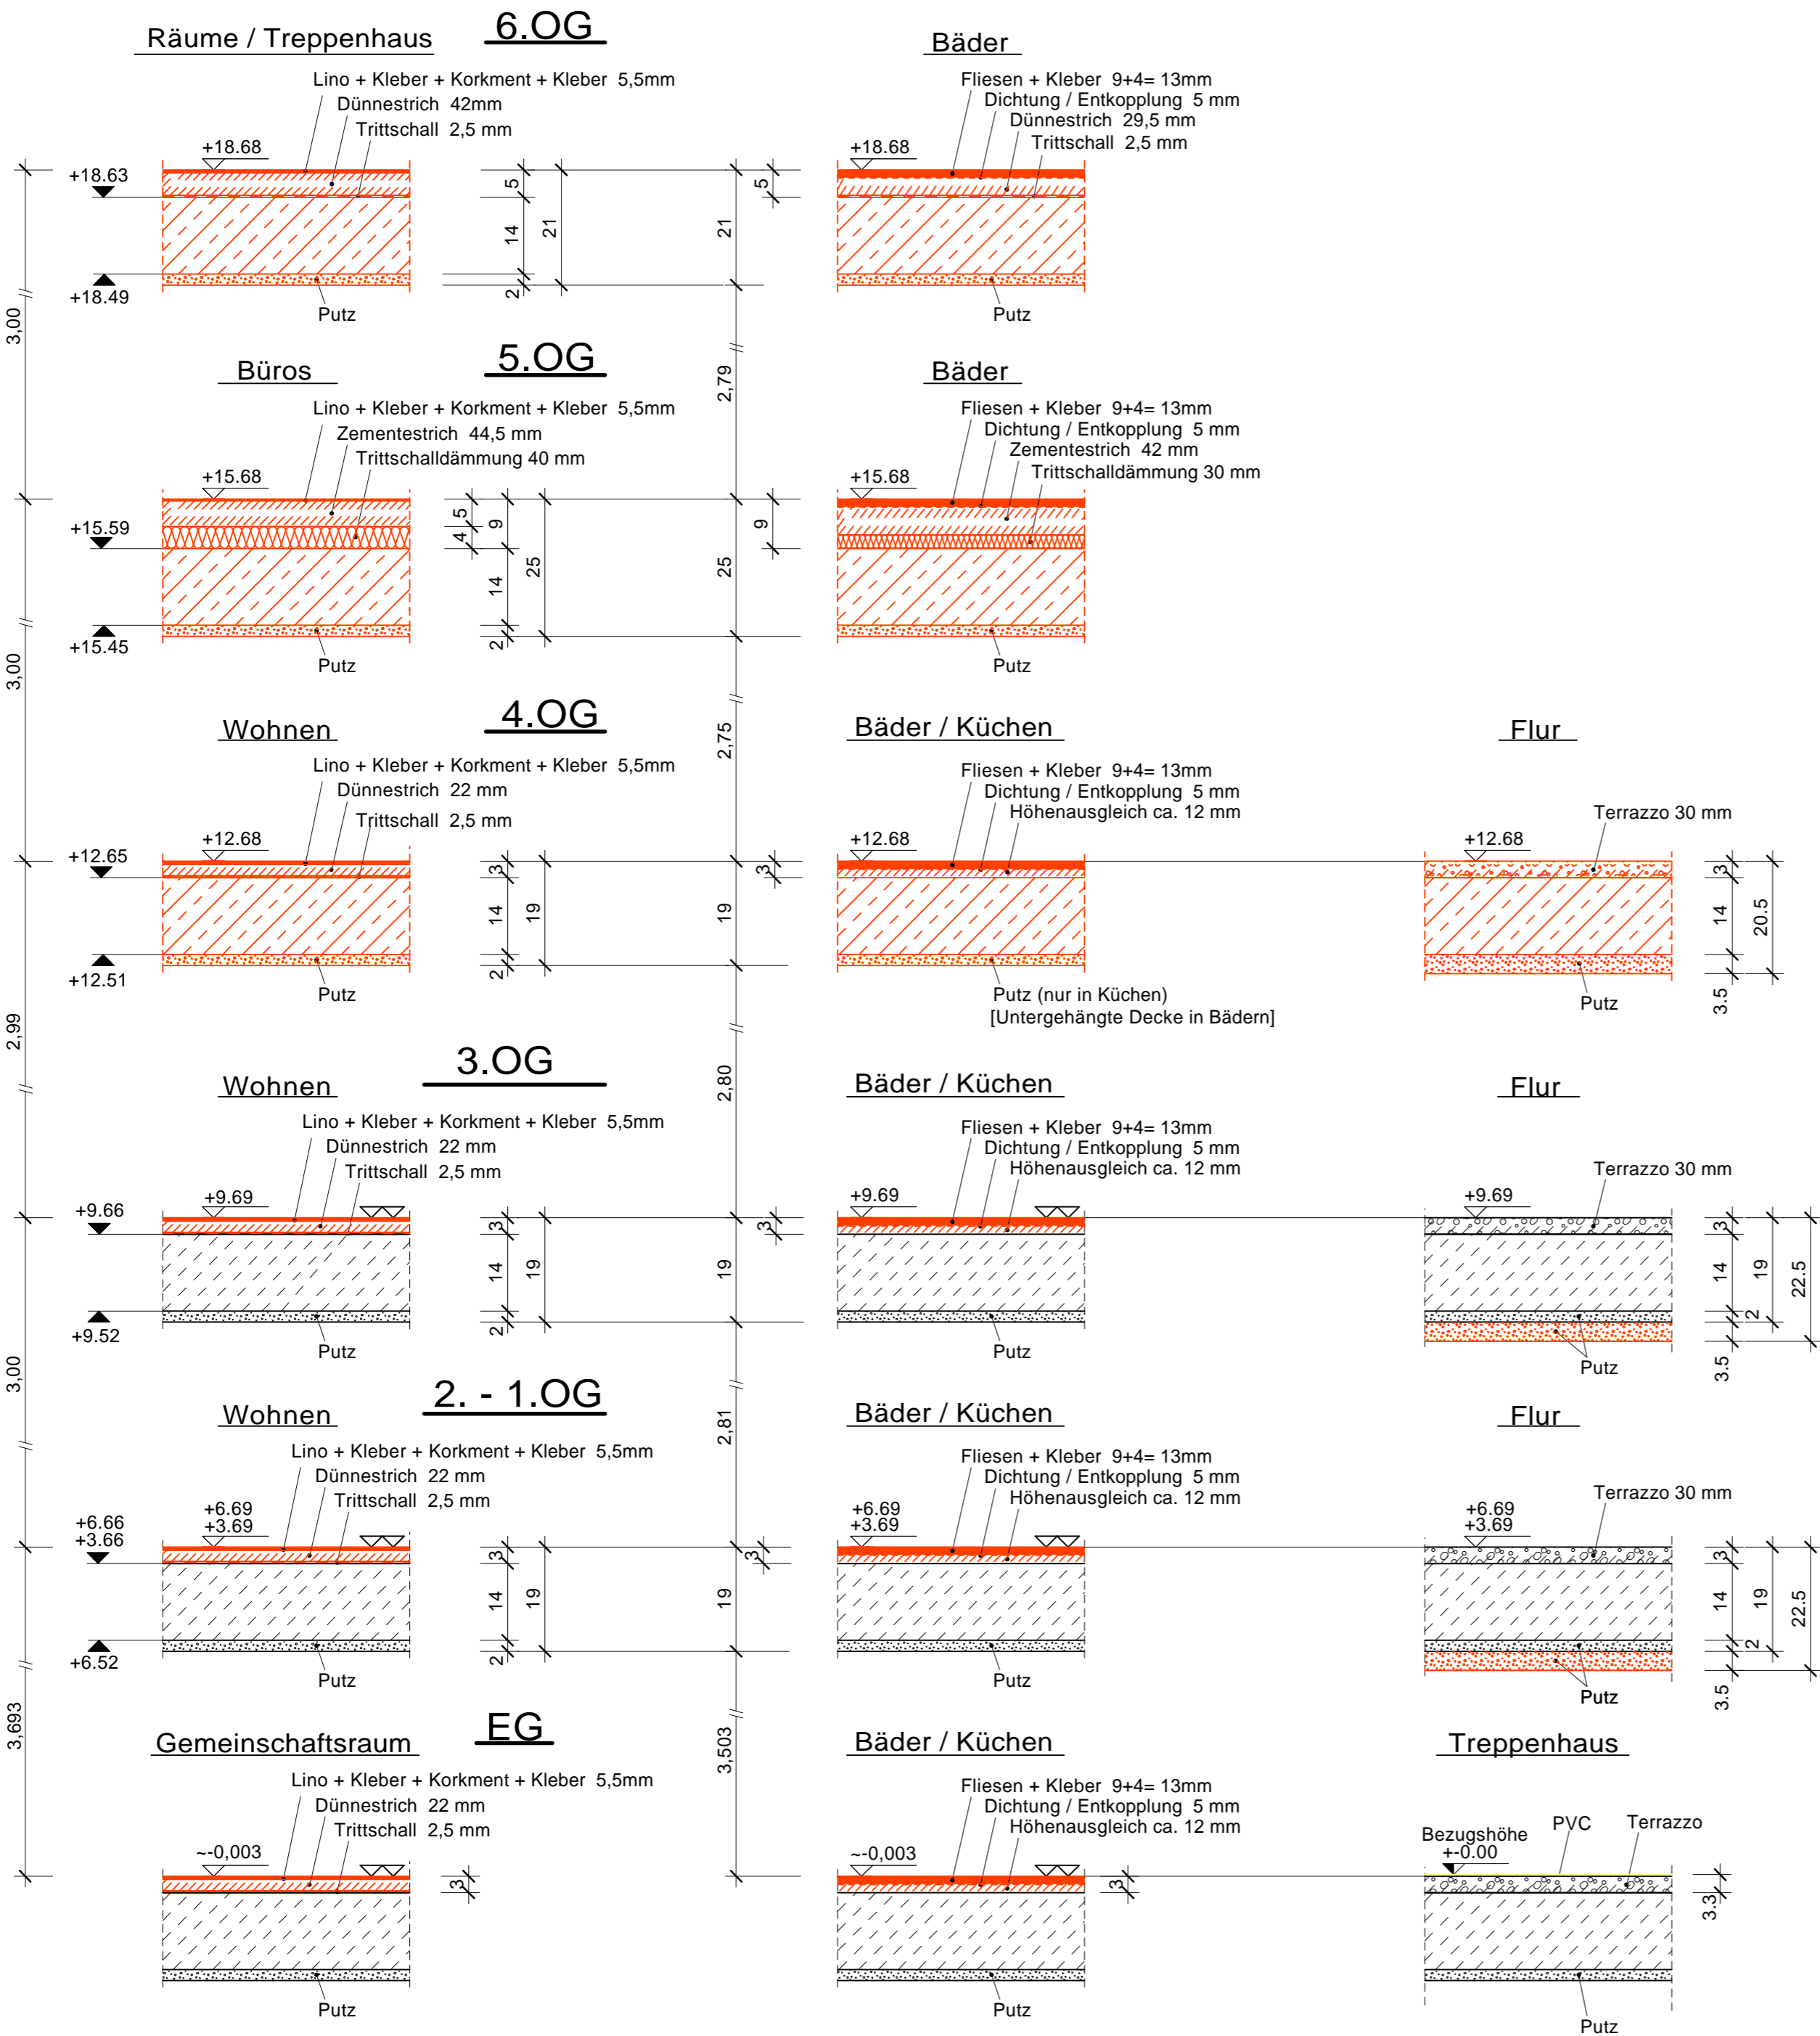 6.OG
Räume / Treppenhaus
Lino + Kleber + Korkment + Kleber 5,5mm
Dünnestrich 42mm
Trittschall 2,5 mm
+18.68
+18.63
+18.49
Putz
5
14
2
21
21
Bäder
Fliesen + Kleber 9+4= 13mm
Dichtung / Entkopplung 5 mm
Dünnestrich 29,5 mm
Trittschall 2,5 mm
+18.68
5
Putz
3,00
2,79
5.OG
Büros
Lino + Kleber + Korkment + Kleber 5,5mm
Zementestrich 44,5 mm
Trittschalldämmung 40 mm
+15.68
+15.59
+15.45
Putz
5
4
9
14
2
25
25
Bäder
Fliesen + Kleber 9+4= 13mm
Dichtung / Entkopplung 5 mm
Zementestrich 42 mm
Trittschalldämmung 30 mm
+15.68
9
Putz
3,00
2,75
4.OG
Wohnen
Lino + Kleber + Korkment + Kleber 5,5mm
Dünnestrich 22 mm
Trittschall 2,5 mm
+12.68
+12.65
+12.51
Putz
3
14
2
19
19
Bäder / Küchen
Fliesen + Kleber 9+4= 13mm
Dichtung / Entkopplung 5 mm
Höhenausgleich ca. 12 mm
+12.68
3
Putz (nur in Küchen)
[Untergehängte Decke in Bädern]
Flur
Terrazzo 30 mm
+12.68
3
14
3.5
20.5
Putz
2,99
2,80
3.OG
Wohnen
Lino + Kleber + Korkment + Kleber 5,5mm
Dünnestrich 22 mm
Trittschall 2,5 mm
+9.69
+9.66
+9.52
Putz
3
14
2
19
19
Bäder / Küchen
Fliesen + Kleber 9+4= 13mm
Dichtung / Entkopplung 5 mm
Höhenausgleich ca. 12 mm
+9.69
3
Putz
Flur
Terrazzo 30 mm
+9.69
3
14
2
3.5
19
22.5
Putz
3,00
2,81
2. - 1.OG
Wohnen
Lino + Kleber + Korkment + Kleber 5,5mm
Dünnestrich 22 mm
Trittschall 2,5 mm
+6.69
+3.69
+6.66
+3.66
+6.52
Putz
3
14
2
19
19
Bäder / Küchen
Fliesen + Kleber 9+4= 13mm
Dichtung / Entkopplung 5 mm
Höhenausgleich ca. 12 mm
+6.69
+3.69
3
Putz
Flur
Terrazzo 30 mm
+6.69
+3.69
3
14
2
3.5
19
22.5
Putz
3,693
3,503
EG
Gemeinschaftsraum
Lino + Kleber + Korkment + Kleber 5,5mm
Dünnestrich 22 mm
Trittschall 2,5 mm
~-0,003
3
Putz
Bäder / Küchen
Fliesen + Kleber 9+4= 13mm
Dichtung / Entkopplung 5 mm
Höhenausgleich ca. 12 mm
~-0,003
3
Putz
Treppenhaus
Bezugshöhe
+-0.00
PVC
Terrazzo
3.3
Putz